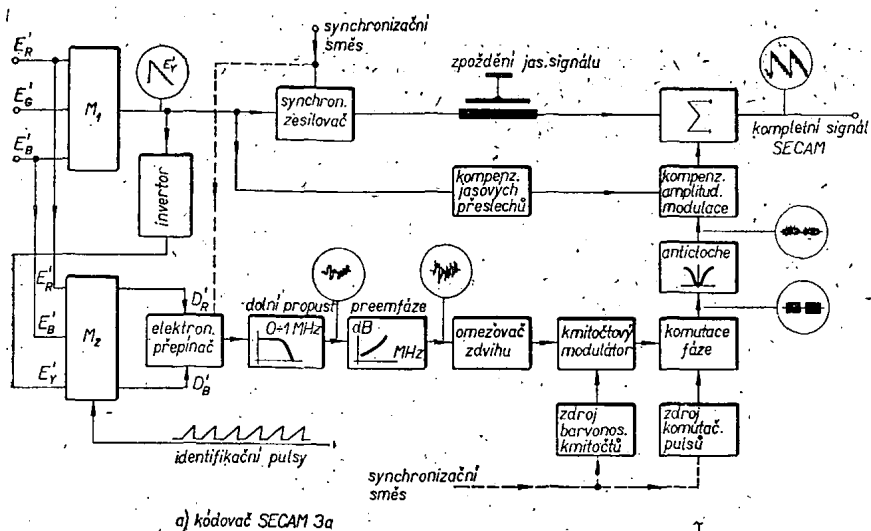 E'R
E'G
E'B
M1
E'Y
invertor
synchronizační
směs
synchron.
zesilovač
zpoždění jas. signálu
Σ
kompletní signál
SECAM
kompenz.
jasových
přeslechů
kompenz.
amplitud.
modulace
anticloche
E'R
E'B
E'Y
M2
D'R
D'B
elektron.
přepínač
dolní propust
0÷1 MHz
preemfáze
dB
MHz
omezovač
zdvihu
kmitočtový
modulátor
komutace
fáze
zdroj
barvonos.
kmitočtů
zdroj
komutač.
pulsů
identifikační pulsy
synchronizační
směs
a) kódovač SECAM 3a